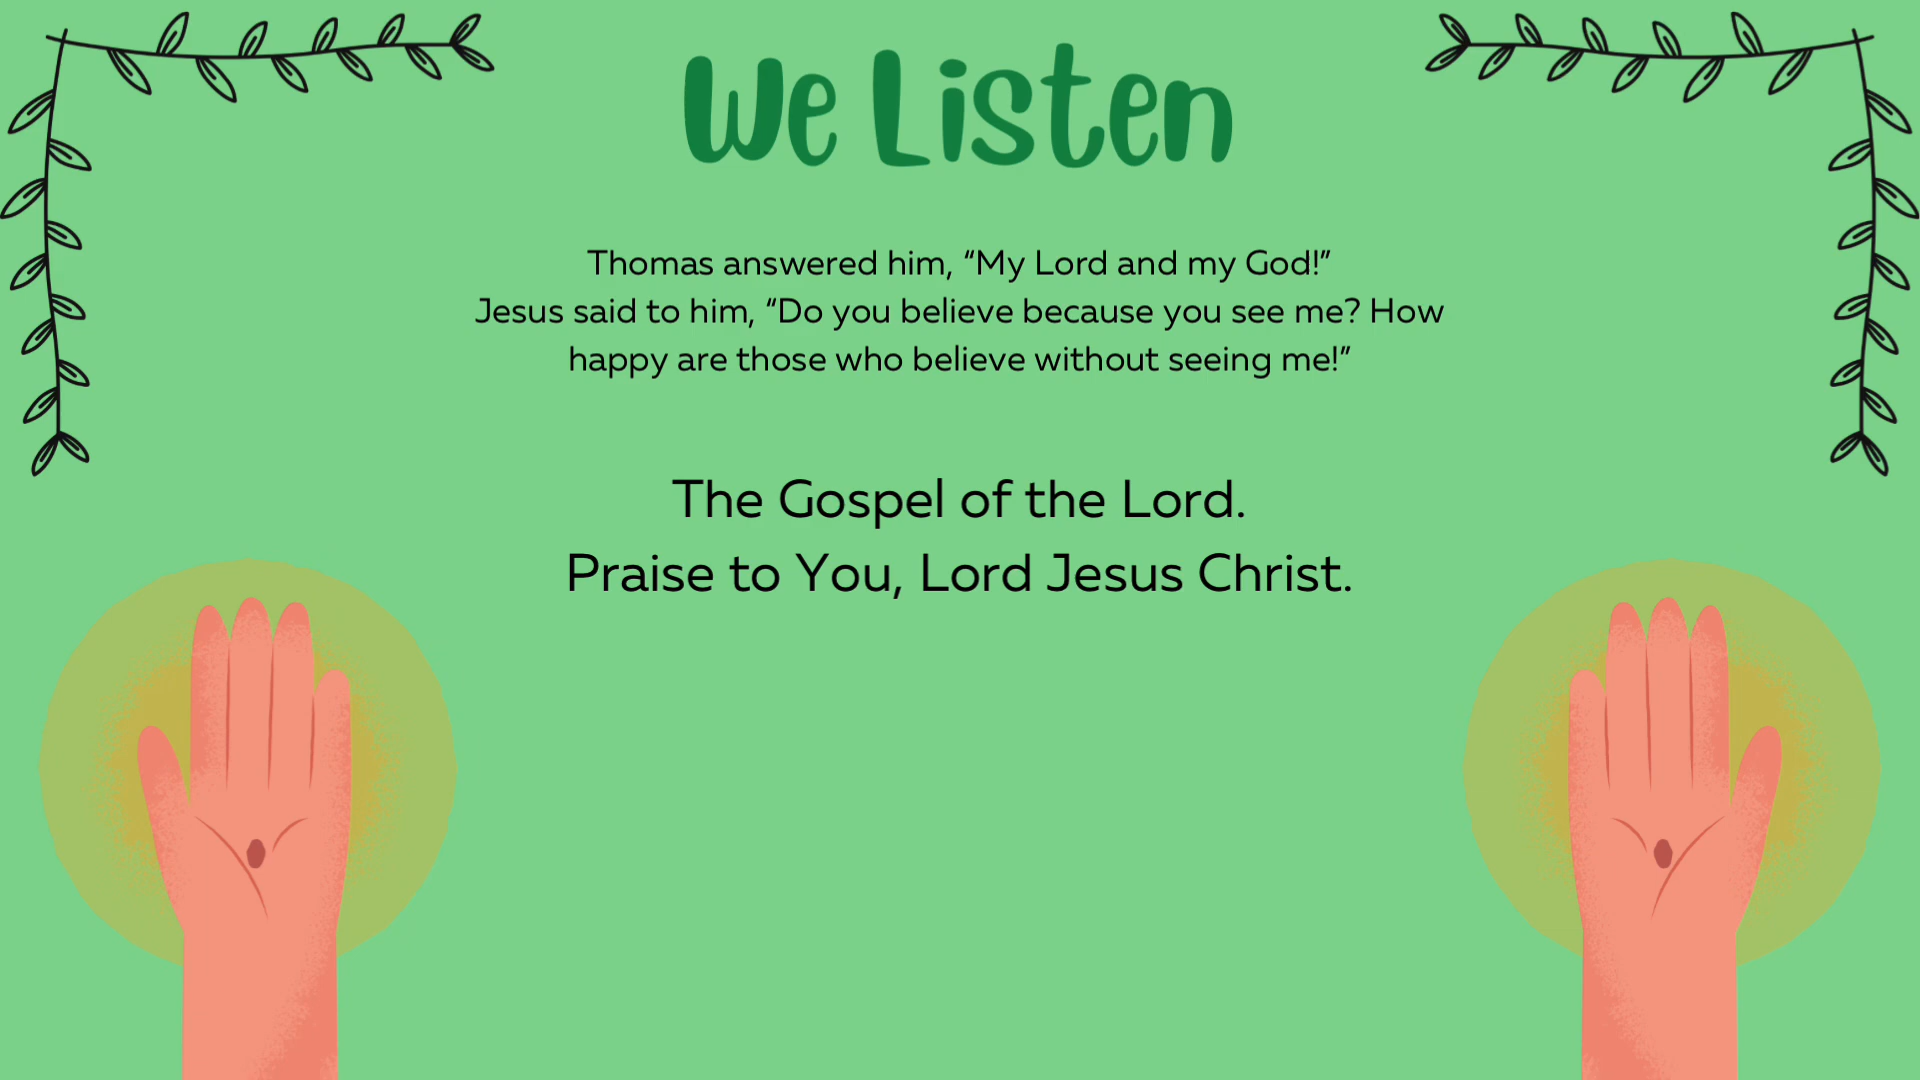 We Listen
Thomas answered him, “My Lord and my God!”
Jesus said to him, “Do you believe because you see me? How
happy are those who believe without seeing me!”
The Gospel of the Lord.
Praise to You, Lord Jesus Christ.